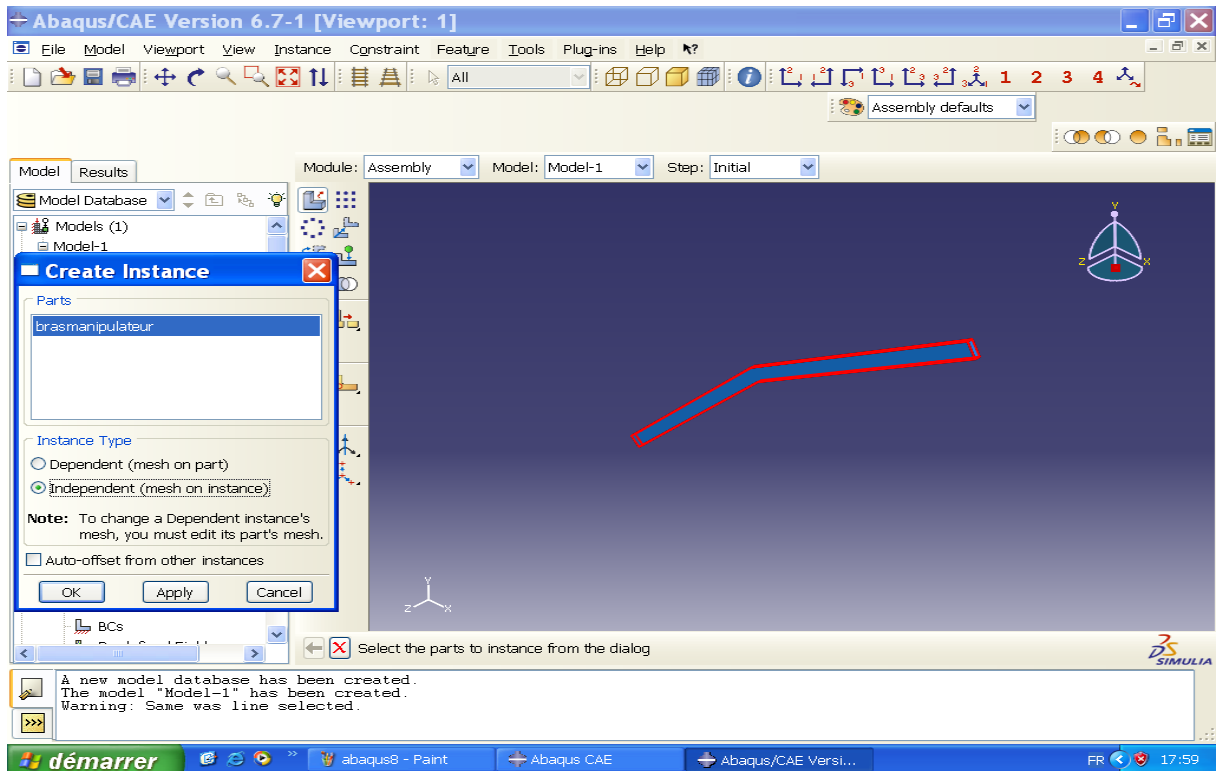 Abaqus/CAE Version 6.7-1 [Viewport: 1]
File Model Viewport View Instance Constraint Feature Tools Plug-ins Help
All
1 2 3 4
Assembly defaults
Model Results
Module: Assembly Model: Model-1 Step: Initial
Model Database
Models (1)
Model-1
Create Instance
Parts
brasmanipulateur
Instance Type
Dependent (mesh on part)
Independent (mesh on instance)
Note: To change a Dependent instance's
mesh, you must edit its part's mesh.
Auto-offset from other instances
OK Apply Cancel
BCs
Y
Z X
Y
Z X
Select the parts to instance from the dialog
SIMULIA
A new model database has been created.
The model "Model-1" has been created.
Warning: Same was line selected.
>>>
démarrer abaqus8 - Paint Abaqus CAE Abaqus/CAE Versi... FR 17:59